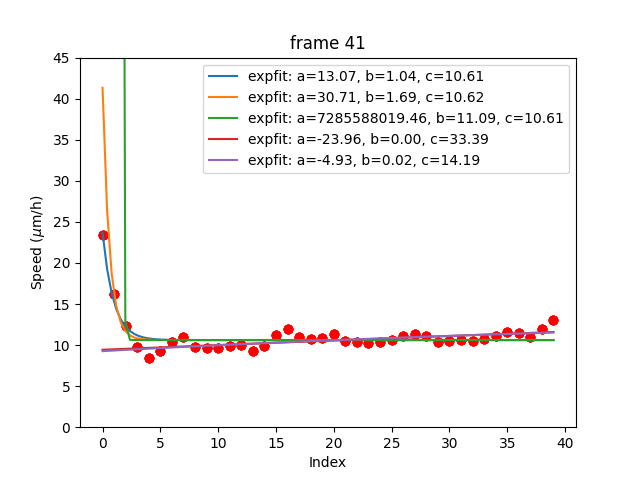 frame 41
expfit: a=13.07, b=1.04, c=10.61
expfit: a=30.71, b=1.69, c=10.62
expfit: a=7285588019.46, b=11.09, c=10.61
expfit: a=-23.96, b=0.00, c=33.39
expfit: a=-4.93, b=0.02, c=14.19
Speed (μm/h)
45
40
35
30
25
20
15
10
5
0
0 5 10 15 20 25 30 35 40
Index